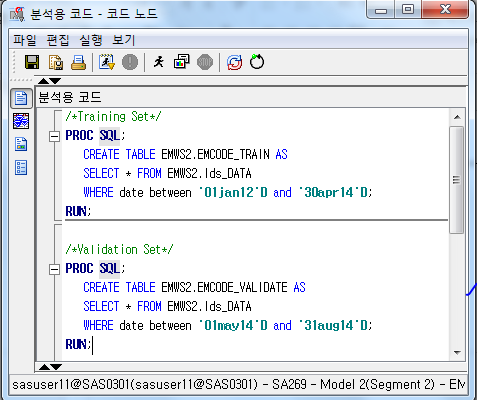 분석용 코드 - 코드 노드
파일 편집 실행 보기
분석용 코드
/*Training Set*/
PROC SQL;
CREATE TABLE EMWS2.EMCODE_TRAIN AS
SELECT * FROM EMWS2.Ids_DATA
WHERE date between '01jan12'D and '30apr14'D;
RUN;
/*Validation Set*/
PROC SQL;
CREATE TABLE EMWS2.EMCODE_VALIDATE AS
SELECT * FROM EMWS2.Ids_DATA
WHERE date between '01may14'D and '31aug14'D;
RUN;
sasuser11@SAS0301(sasuser11@SAS0301) - SA269 - Model 2(Segment 2) - EM